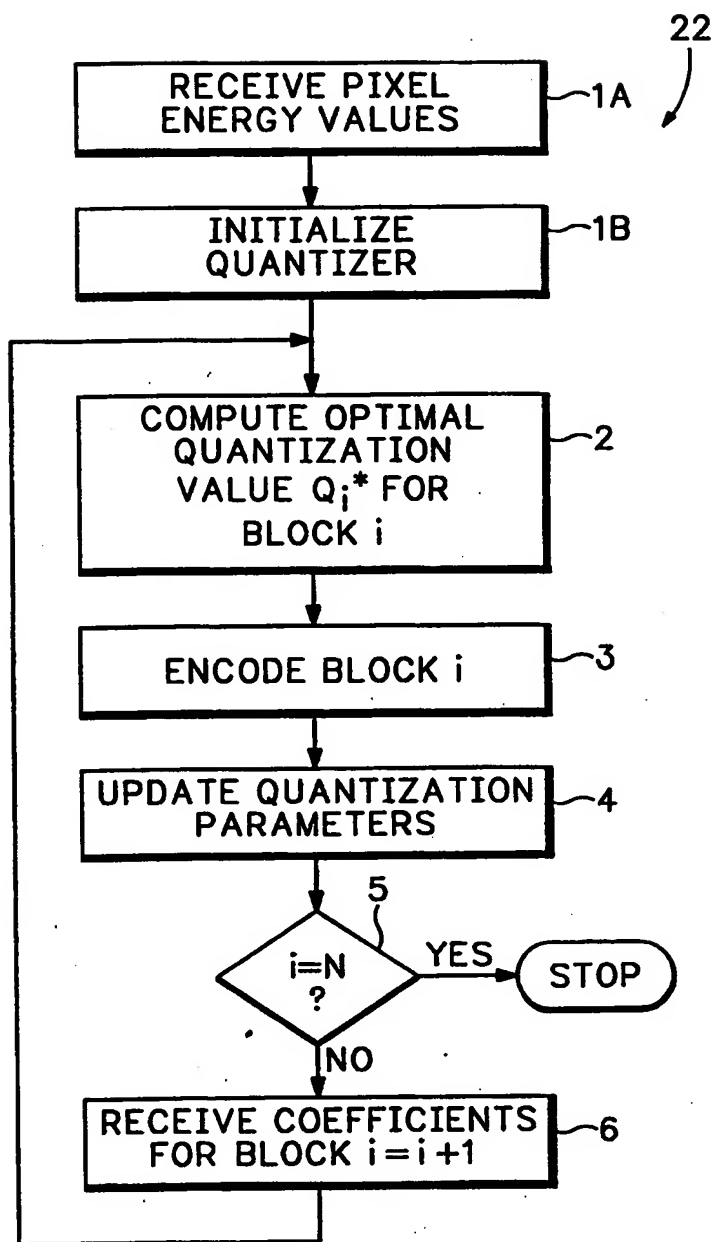 22
RECEIVE PIXEL
ENERGY VALUES
1A
INITIALIZE
QUANTIZER
1B
COMPUTE OPTIMAL
QUANTIZATION
VALUE Qi* FOR
BLOCK i
2
ENCODE BLOCK i
3
UPDATE QUANTIZATION
PARAMETERS
4
5
i=N
?
YES
STOP
NO
RECEIVE COEFFICIENTS
FOR BLOCK i=i+1
6